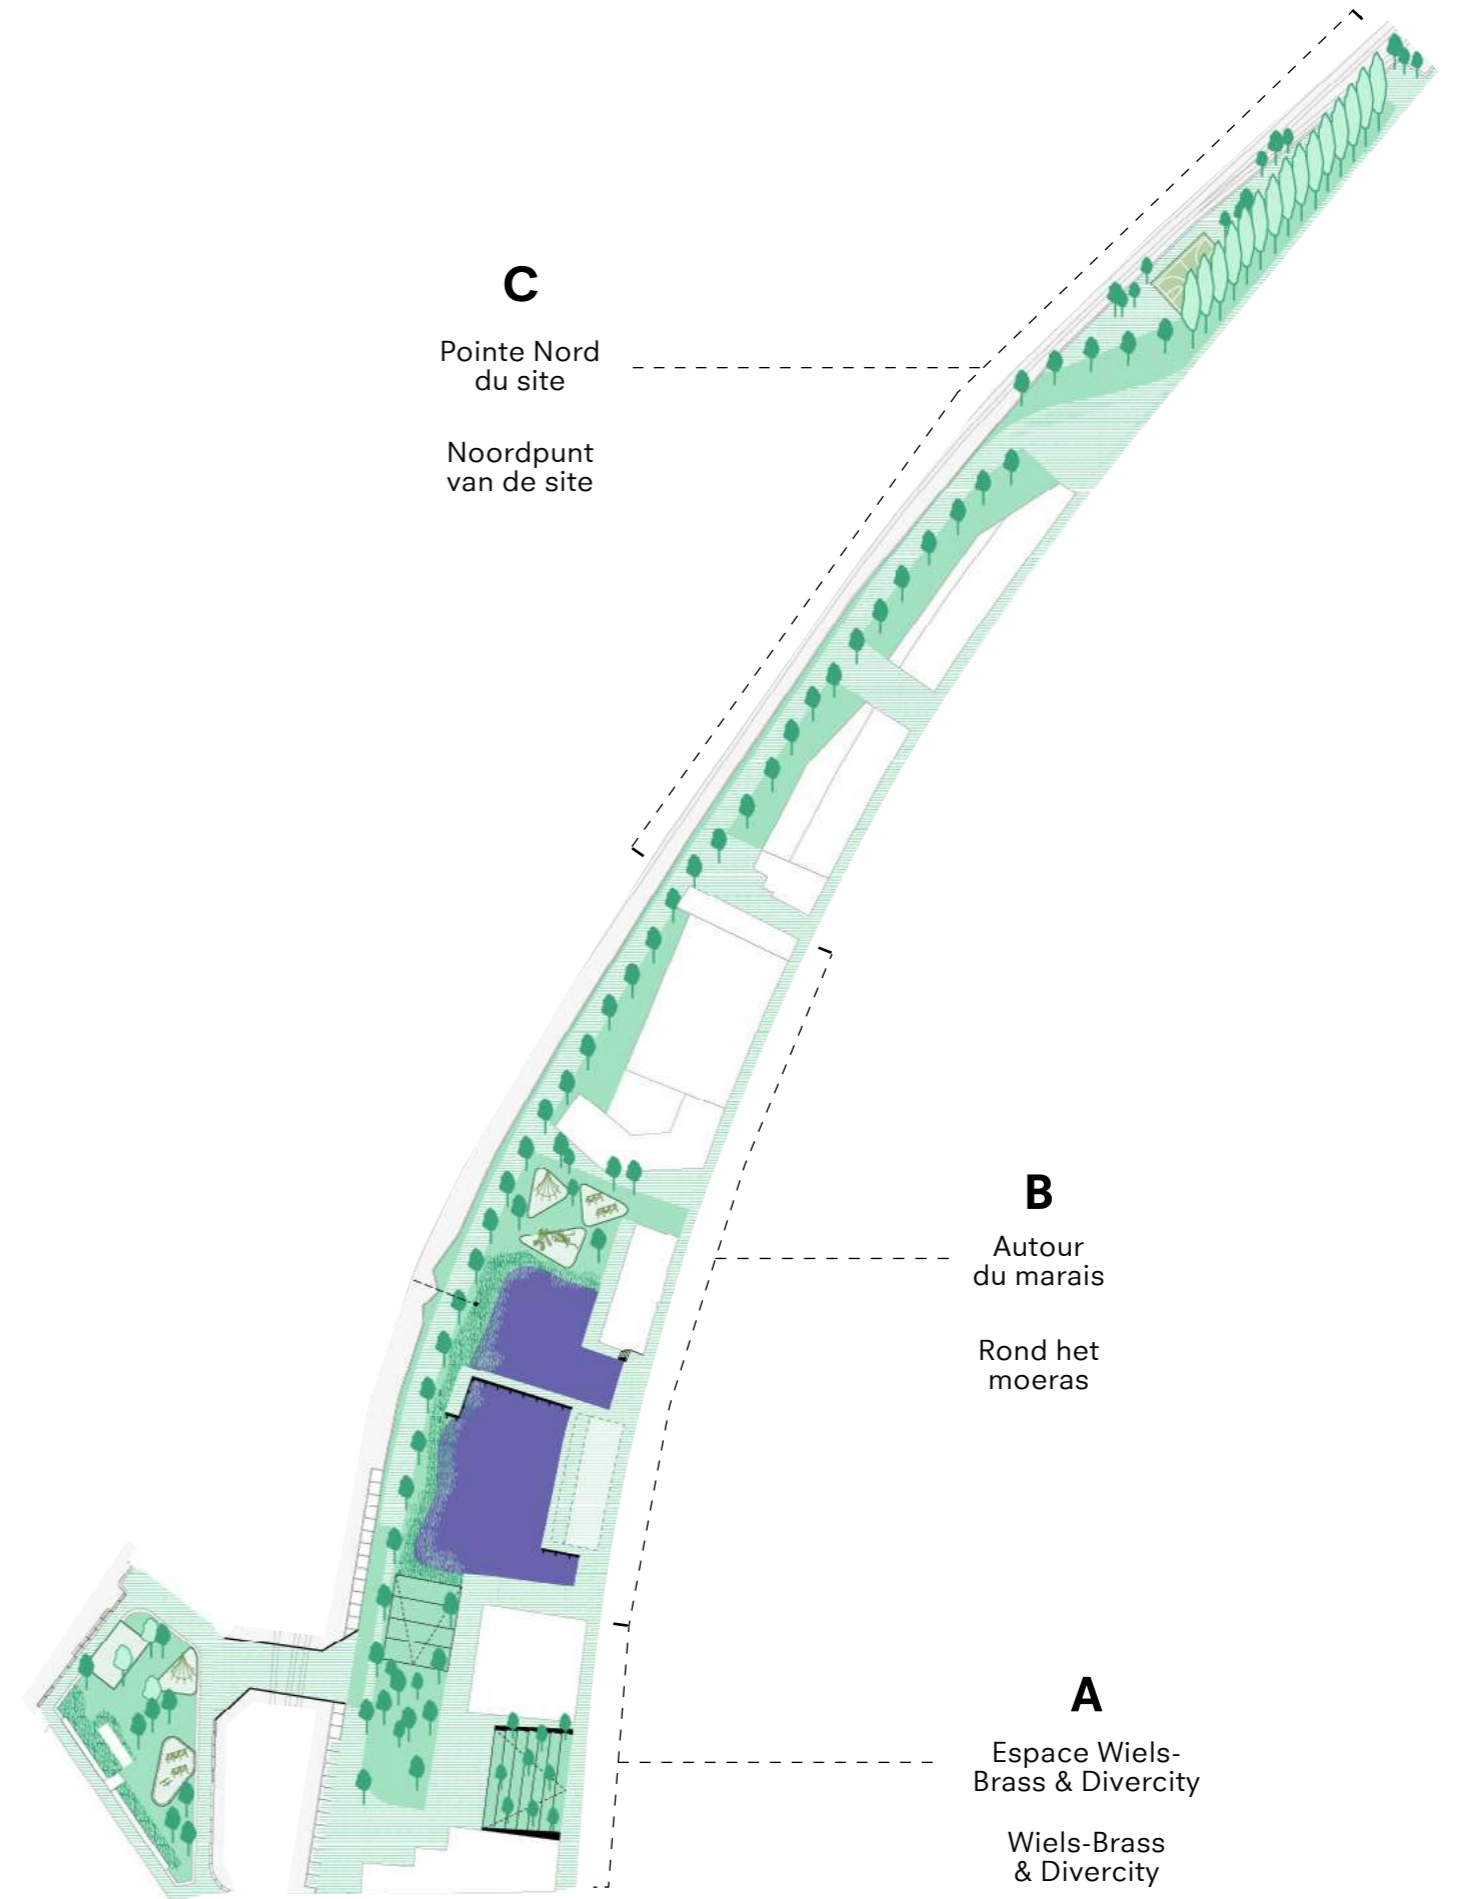 C
Pointe Nord
du site
Noordpunt
van de site
B
Autour
du marais
Rond het
moeras
A
Espace Wiels-
Brass & Divercity
Wiels-Brass
& Divercity